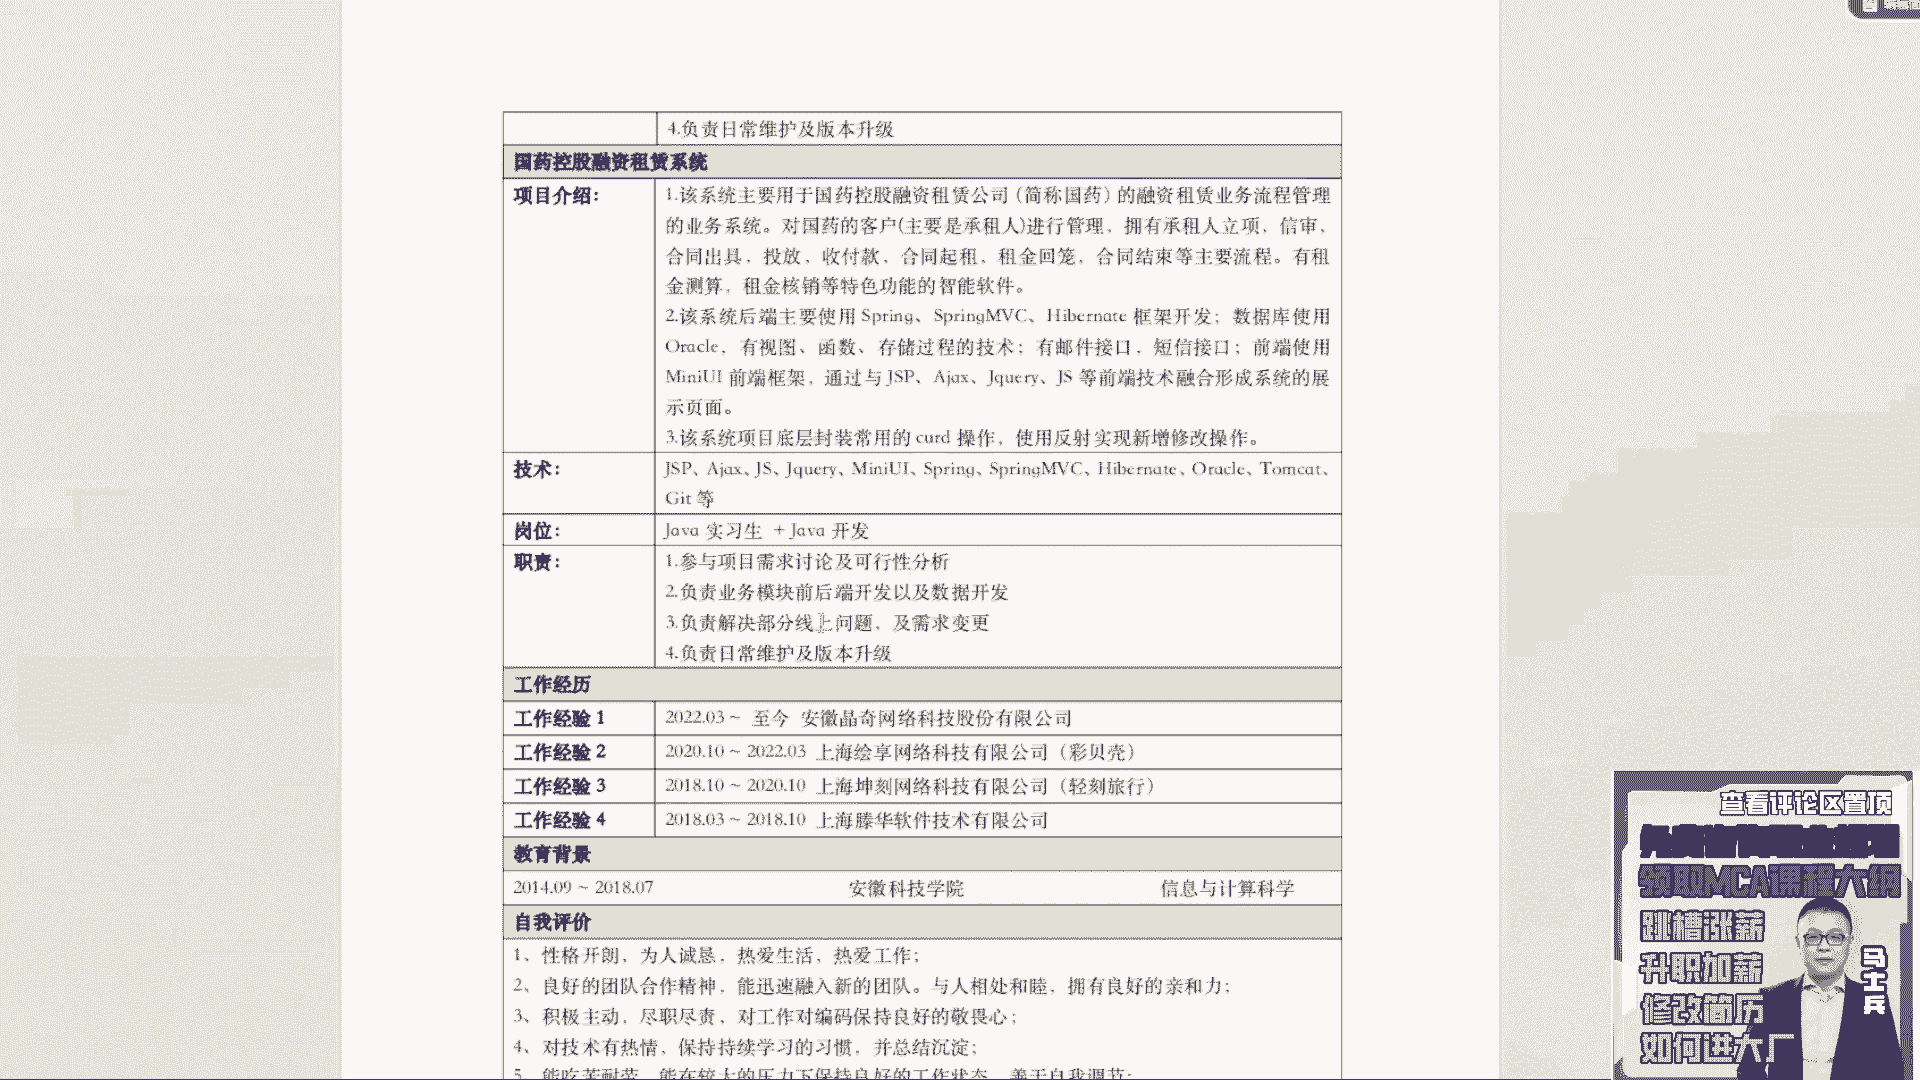 4.负责日常维护及版本升级
国药控股融资租赁系统
项目介绍：
1.该系统主要用于国药控股融资租赁公司（简称国药）的融资租赁业务流程管理
的业务系统。对国药的客户(主要是承租人)进行管理，拥有承租人立项，信审，
合同出具，投放，收付款，合同起租，租金回笼，合同结束等主要流程。有租
金测算，租金核销等特色功能的智能软件。
2.该系统后端主要使用 Spring、SpringMVC、Hibernate 框架开发；数据库使用
Oracle，有视图、函数、存储过程的技术；有邮件接口，短信接口；前端使用
MiniUI 前端框架，通过与 JSP、Ajax、Jquery、JS 等前端技术融合形成系统的展
示页面。
3.该系统项目底层封装常用的 curd 操作，使用反射实现新增修改操作。
技术：
JSP、Ajax、JS、Jquery、MiniUI、Spring、SpringMVC、Hibernate、Oracle、Tomcat、
Git 等
岗位：
Java 实习生 + Java 开发
职责：
1.参与项目需求讨论及可行性分析
2.负责业务模块前后端开发以及数据开发
3.负责解决部分线上问题，及需求变更
4.负责日常维护及版本升级
工作经历
工作经验 1 2022.03 ~ 至今 安徽晶奇网络科技股份有限公司
工作经验 2 2020.10 ~ 2022.03 上海绘享网络科技有限公司（彩贝壳）
工作经验 3 2018.10 ~ 2020.10 上海坤刻网络科技有限公司（轻刻旅行）
工作经验 4 2018.03 ~ 2018.10 上海滕华软件技术有限公司
教育背景
2014.09 ~ 2018.07 安徽科技学院 信息与计算科学
自我评价
1、性格开朗，为人诚恳，热爱生活，热爱工作；
2、良好的团队合作精神，能迅速融入新的团队。与人相处和睦，拥有良好的亲和力；
3、积极主动，尽职尽责，对工作对编码保持良好的敬畏心；
4、对技术有热情，保持持续学习的习惯，并总结沉淀；
5、能吃苦耐劳，能在较大的压力下保持良好的工作状态，善于自我调节；
查看评论区置顶
领取MCA课程大纲
跳槽涨薪
升职加薪
修改简历
如何进大厂
马士兵